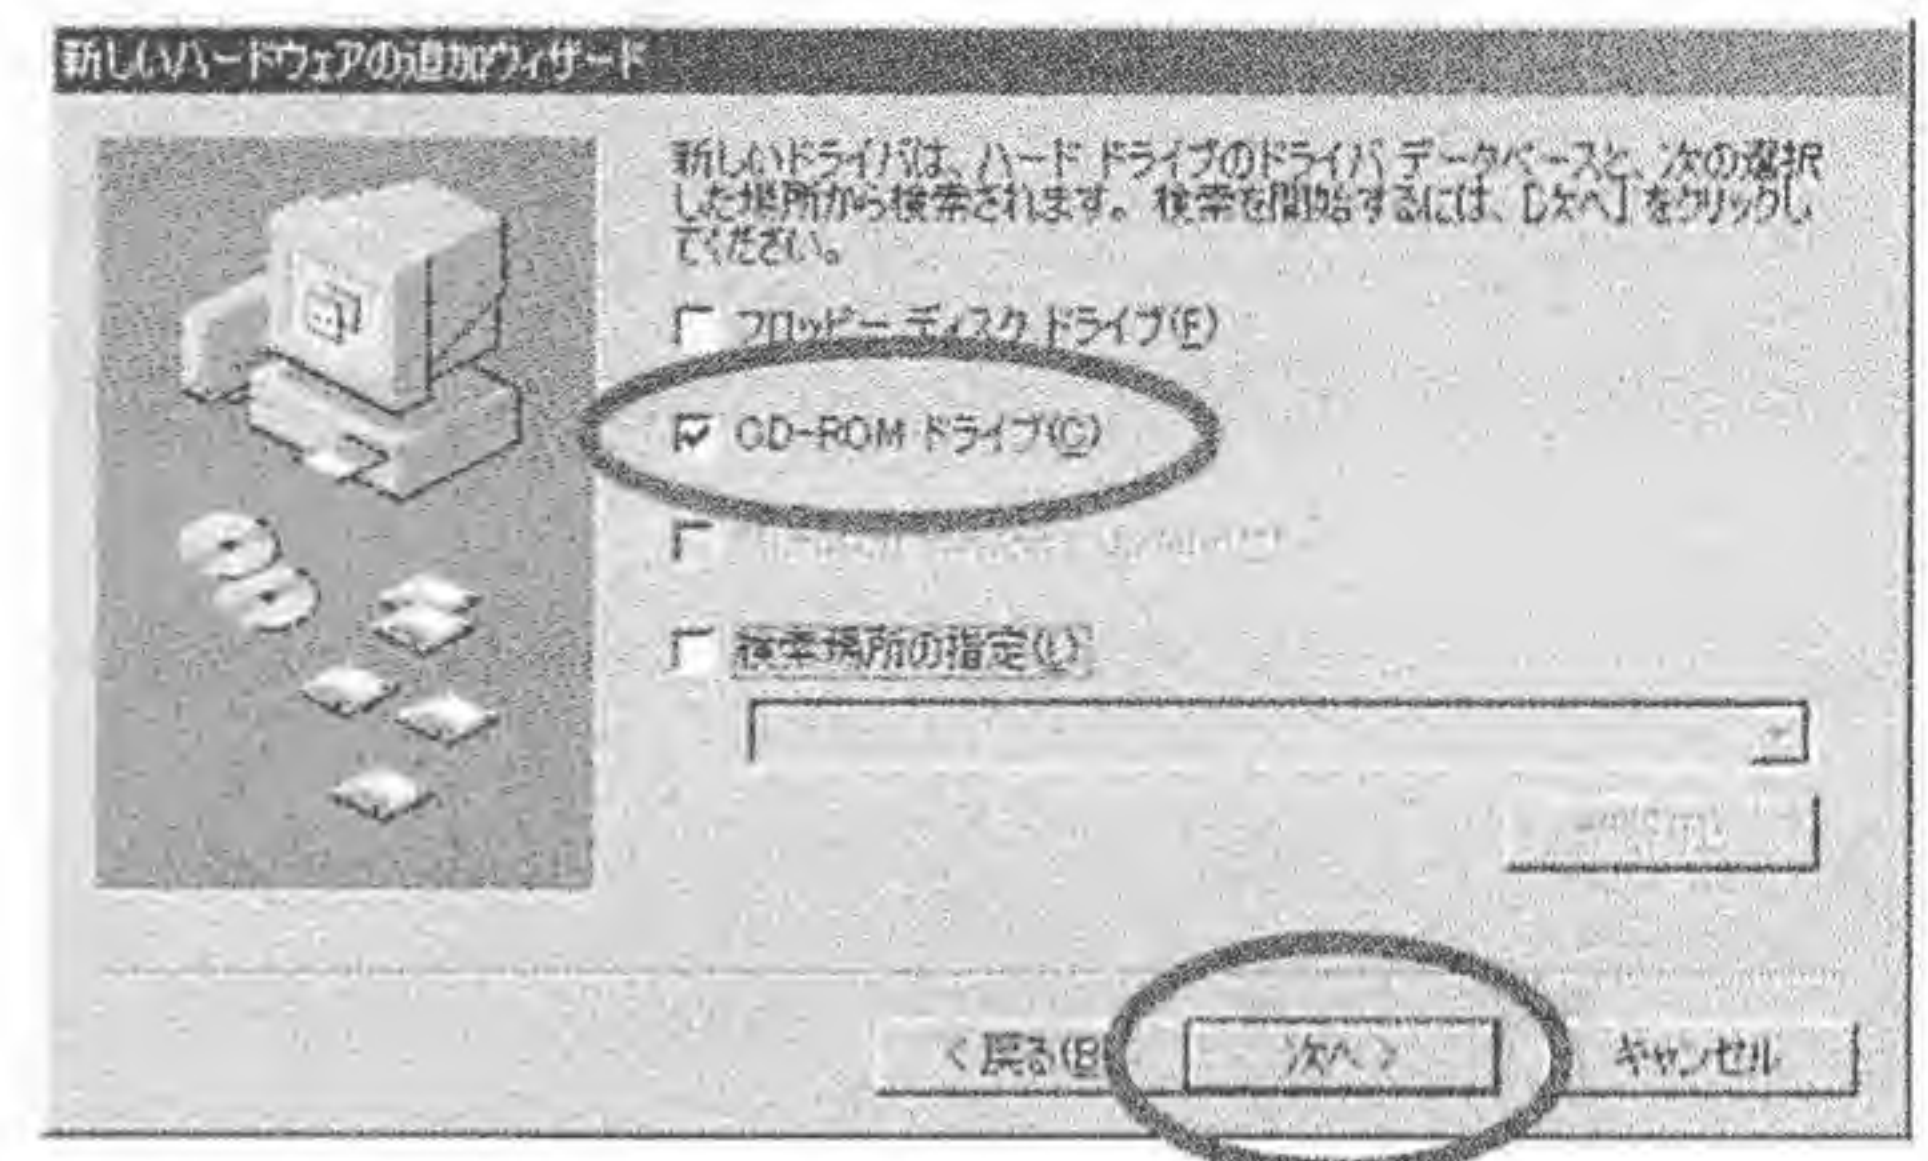 新しいハードウェアの追加ウィザード
新しいドライバは、ハード ドライブのドライバ データベースと、次の選択
した場所から検索されます。検索を開始するには、[次へ] をクリックし
てください。
フロッピー ディスク ドライブ(F)
CD-ROM ドライブ(C)
検索場所の指定(L)
< 戻る(B
次へ >
キャンセル